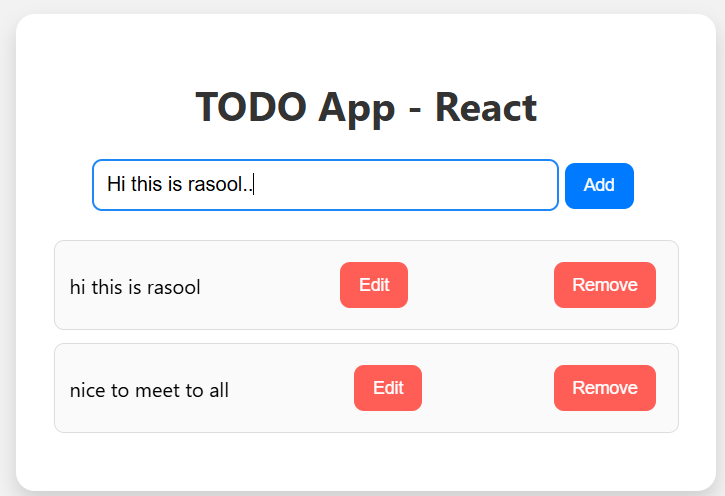 TODO App - React
Hi this is rasool..
Add
hi this is rasool
Edit
Remove
nice to meet to all
Edit
Remove